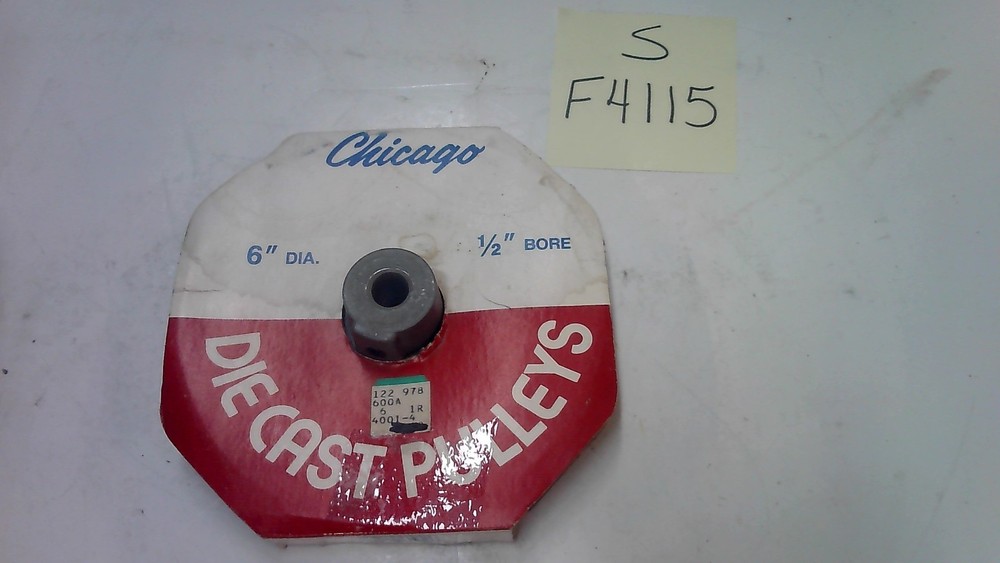 S
F4115
Chicago
6" DIA.
1/2" BORE
DIE CAST PULLEYS
122 978
600A
6 1R
4001-4